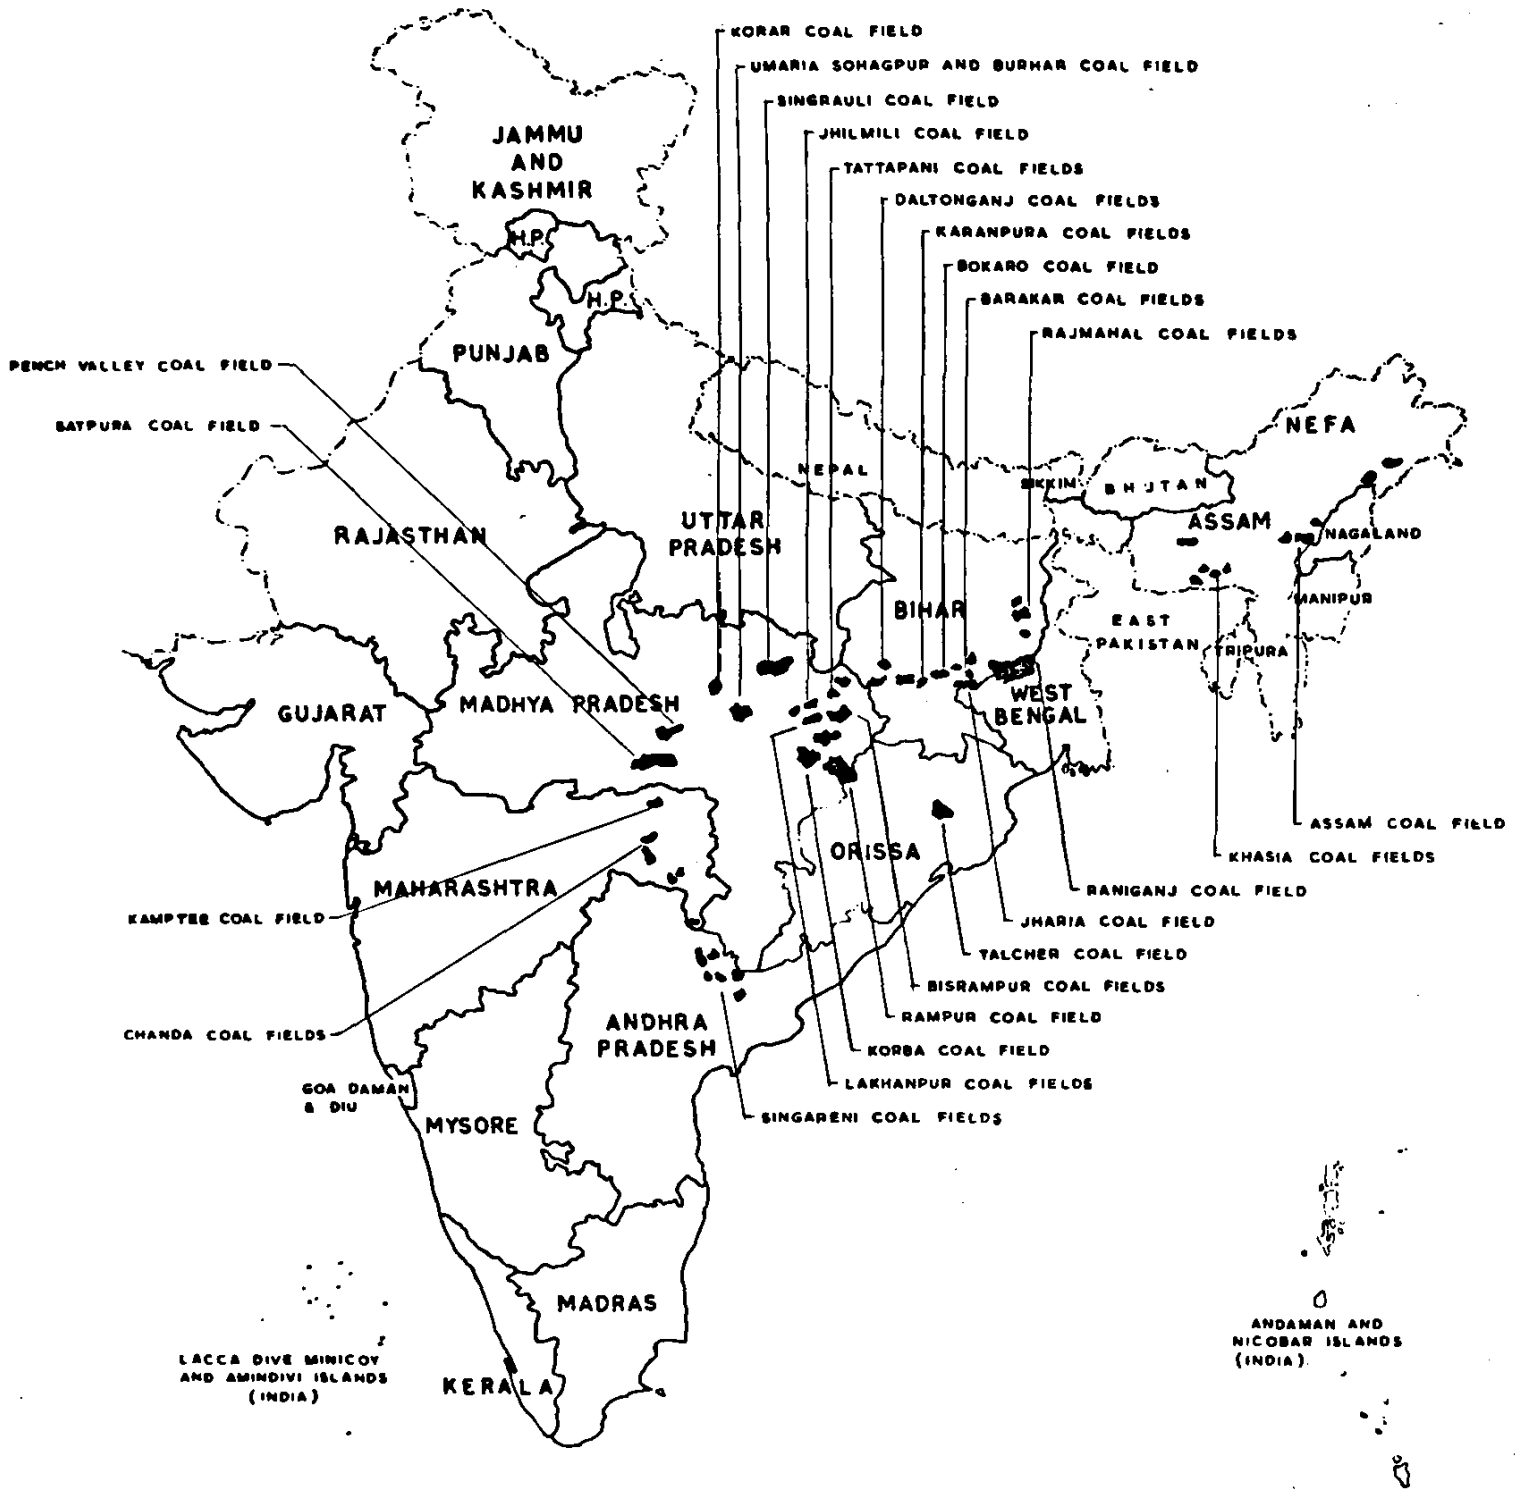 KORAR COAL FIELD
UMARIA SOHAGPUR AND BURHAR COAL FIELD
SINGRAULI COAL FIELD
JHILMILI COAL FIELD
TATTAPANI COAL FIELDS
DALTONGANJ COAL FIELDS
KARANPURA COAL FIELDS
BOKARO COAL FIELD
BARAKAR COAL FIELDS
RAJMAHAL COAL FIELDS
JAMMU
AND
KASHMIR
H.P.
H.P.
PUNJAB
PENCH VALLEY COAL FIELD
SATPURA COAL FIELD
NEFA
NEPAL
SIKKIM
BHUTAN
RAJASTHAN
UTTAR
PRADESH
ASSAM
NAGALAND
BIHAR
MANIPUR
EAST
PAKISTAN
TRIPURA
GUJARAT
MADHYA PRADESH
WEST
BENGAL
ORISSA
MAHARASHTRA
ASSAM COAL FIELD
KHASIA COAL FIELDS
RANIGANJ COAL FIELD
JHARIA COAL FIELD
TALCHER COAL FIELD
BISRAMPUR COAL FIELDS
RAMPUR COAL FIELD
KORBA COAL FIELD
LAKHANPUR COAL FIELDS
SINGARENI COAL FIELDS
KAMPTEE COAL FIELD
CHANDA COAL FIELDS
ANDHRA
PRADESH
GOA DAMAN
& DIU
MYSORE
MADRAS
KERALA
LACCA DIVE MINICOY
AND AMINDIVI ISLANDS
(INDIA)
ANDAMAN AND
NICOBAR ISLANDS
(INDIA)